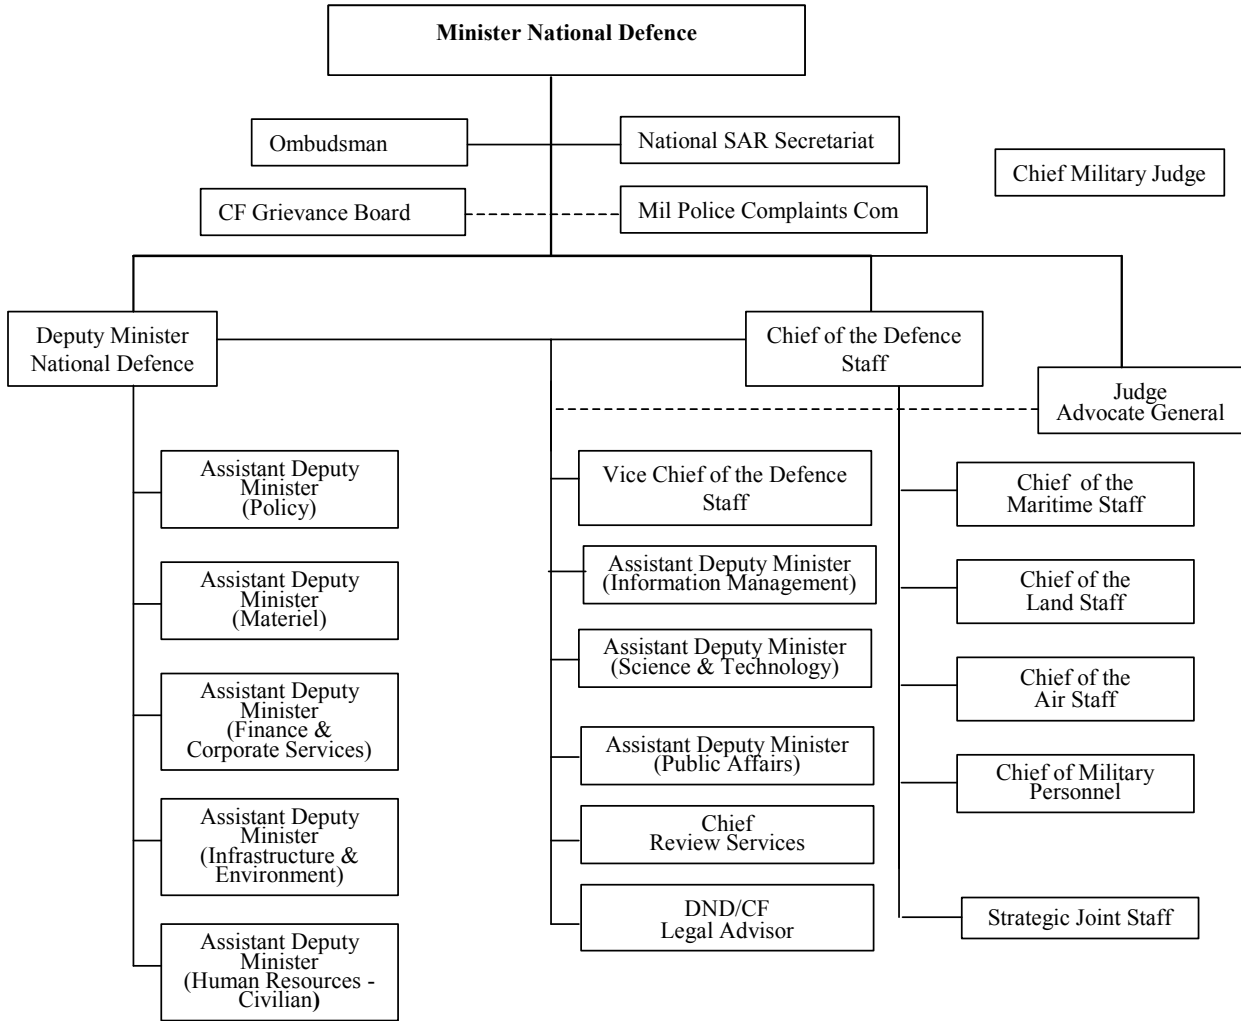 Minister National Defence
Ombudsman
National SAR Secretariat
Chief Military Judge
CF Grievance Board
Mil Police Complaints Com
Deputy Minister
National Defence
Chief of the Defence
Staff
Judge
Advocate General
Assistant Deputy
Minister
(Policy)
Assistant Deputy
Minister
(Materiel)
Assistant Deputy
Minister
(Finance &
Corporate Services)
Assistant Deputy
Minister
(Infrastructure &
Environment)
Assistant Deputy
Minister
(Human Resources -
Civilian)
Vice Chief of the Defence
Staff
Assistant Deputy Minister
(Information Management)
Assistant Deputy Minister
(Science & Technology)
Assistant Deputy Minister
(Public Affairs)
Chief
Review Services
DND/CF
Legal Advisor
Chief of the
Maritime Staff
Chief of the
Land Staff
Chief of the
Air Staff
Chief of Military
Personnel
Strategic Joint Staff